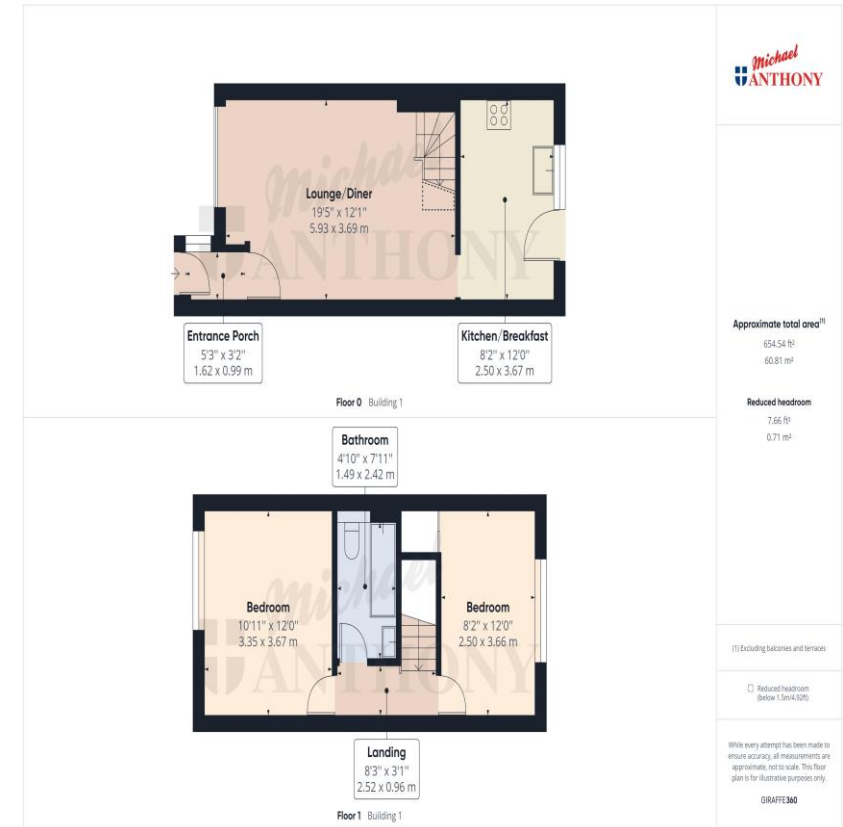 Michael
ANTHONY
Michael
ANTHONY
Lounge/Diner
19'5" x 12'1"
5.93 x 3.69 m
Entrance Porch
5'3" x 3'2"
1.62 x 0.99 m
Kitchen/Breakfast
8'2" x 12'0"
2.50 x 3.67 m
Floor 0 Building 1
Bathroom
4'10" x 7'11"
1.49 x 2.42 m
Michael
ANTHONY
Bedroom
10'11" x 12'0"
3.35 x 3.67 m
Bedroom
8'2" x 12'0"
2.50 x 3.66 m
Landing
8'3" x 3'1"
2.52 x 0.96 m
Floor 1 Building 1
Approximate total area(1)
654.54 ft²
60.81 m²
Reduced headroom
7.66 ft²
0.71 m²
(1) Excluding balconies and terraces
Reduced headroom
(below 1.5m/4.92ft)
While every attempt has been made to
ensure accuracy, all measurements are
approximate, not to scale. This floor
plan is for illustrative purposes only.
GIRAFFE360